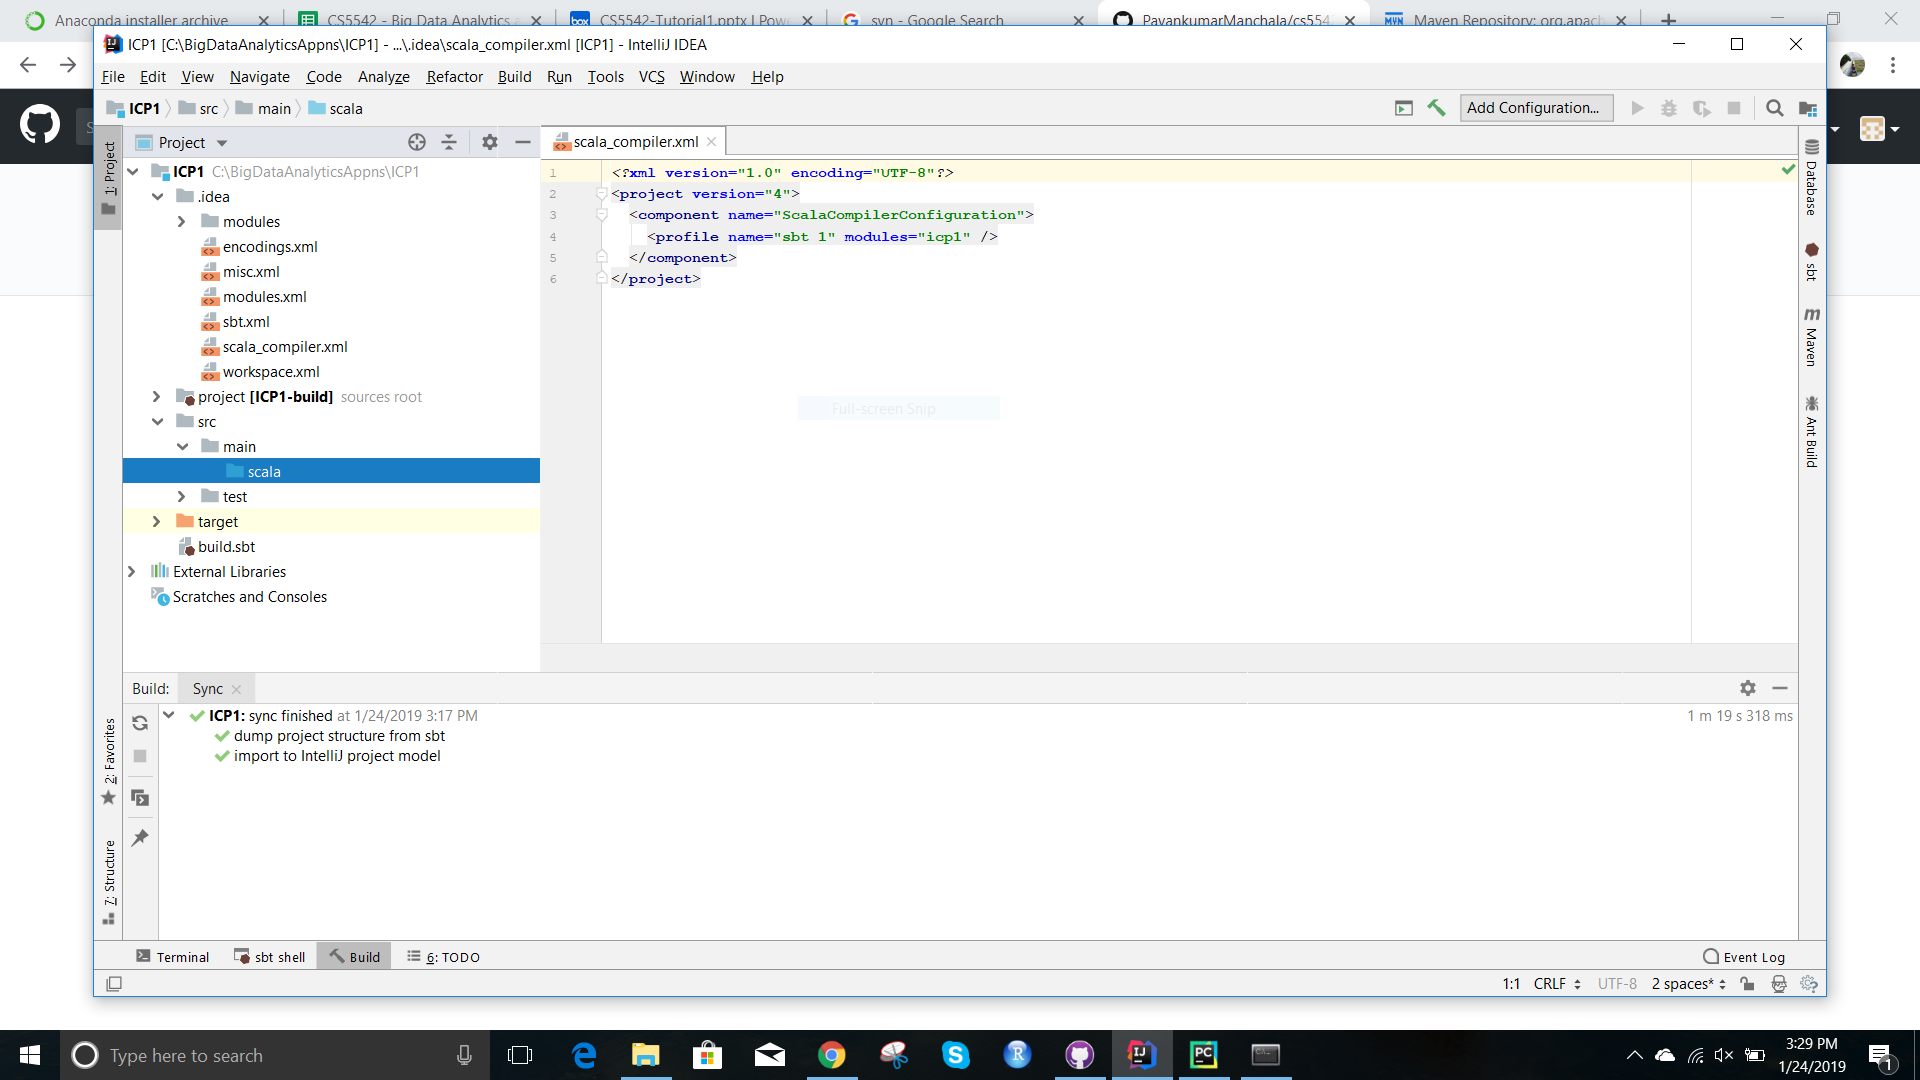 Anaconda installer archive
CS5542 - Big Data Analytics a
CS5542-Tutorial1.pptx | Powe
svn - Google Search
PavankumarManchala/cs554
Maven Repository: org.apach
ICP1 [C:\BigDataAnalyticsAppns\ICP1] - ...\.idea\scala_compiler.xml [ICP1] - IntelliJ IDEA
File Edit View Navigate Code Analyze Refactor Build Run Tools VCS Window Help
ICP1 src main scala
Add Configuration...
Project
scala_compiler.xml
1: Project
ICP1 C:\BigDataAnalyticsAppns\ICP1
.idea
modules
encodings.xml
misc.xml
modules.xml
sbt.xml
scala_compiler.xml
workspace.xml
project [ICP1-build] sources root
src
main
scala
test
target
build.sbt
External Libraries
Scratches and Consoles
1 <?xml version="1.0" encoding="UTF-8"?>
2 <project version="4">
3 <component name="ScalaCompilerConfiguration">
4 <profile name="sbt 1" modules="icp1" />
5 </component>
6 </project>
Full-screen Snip
Database
sbt
Maven
Ant Build
Build: Sync
ICP1: sync finished at 1/24/2019 3:17 PM
1 m 19 s 318 ms
dump project structure from sbt
import to IntelliJ project model
2: Favorites
7: Structure
Terminal sbt shell Build 6: TODO
Event Log
1:1 CRLF UTF-8 2 spaces*
Type here to search
3:29 PM
1/24/2019
1